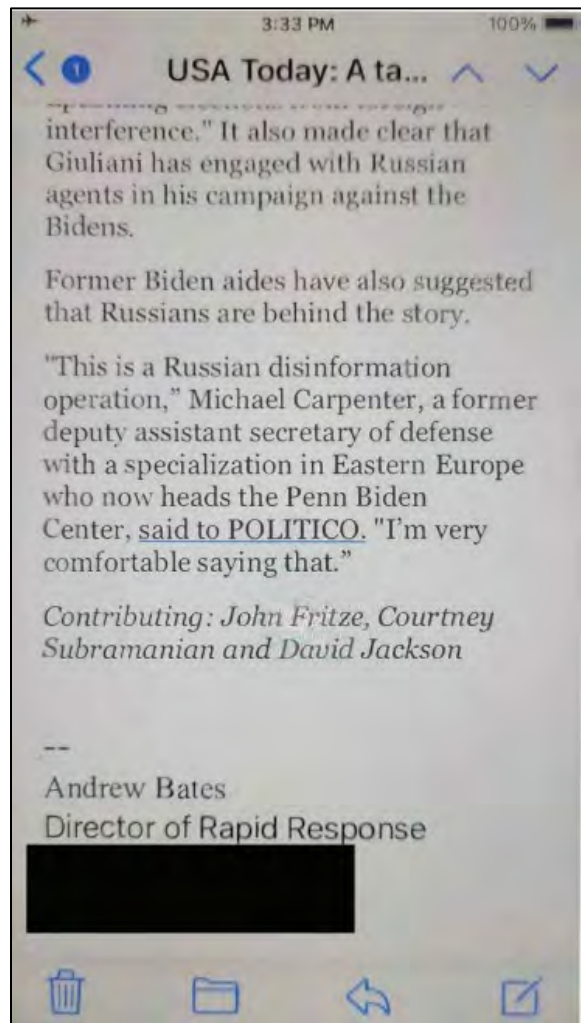 3:33 PM
100%
1
USA Today: A ta...
interference." It also made clear that
Giuliani has engaged with Russian
agents in his campaign against the
Bidens.
Former Biden aides have also suggested
that Russians are behind the story.
"This is a Russian disinformation
operation,” Michael Carpenter, a former
deputy assistant secretary of defense
with a specialization in Eastern Europe
who now heads the Penn Biden
Center, said to POLITICO. "I’m very
comfortable saying that.”
Contributing: John Fritze, Courtney
Subramanian and David Jackson
--
Andrew Bates
Director of Rapid Response